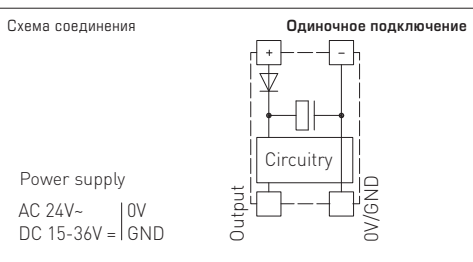 Схема соединения
Одиночное подключение
+ −
Circuitry
Power supply
AC 24V~ 0V
DC 15-36V = GND
Output
0V/GND